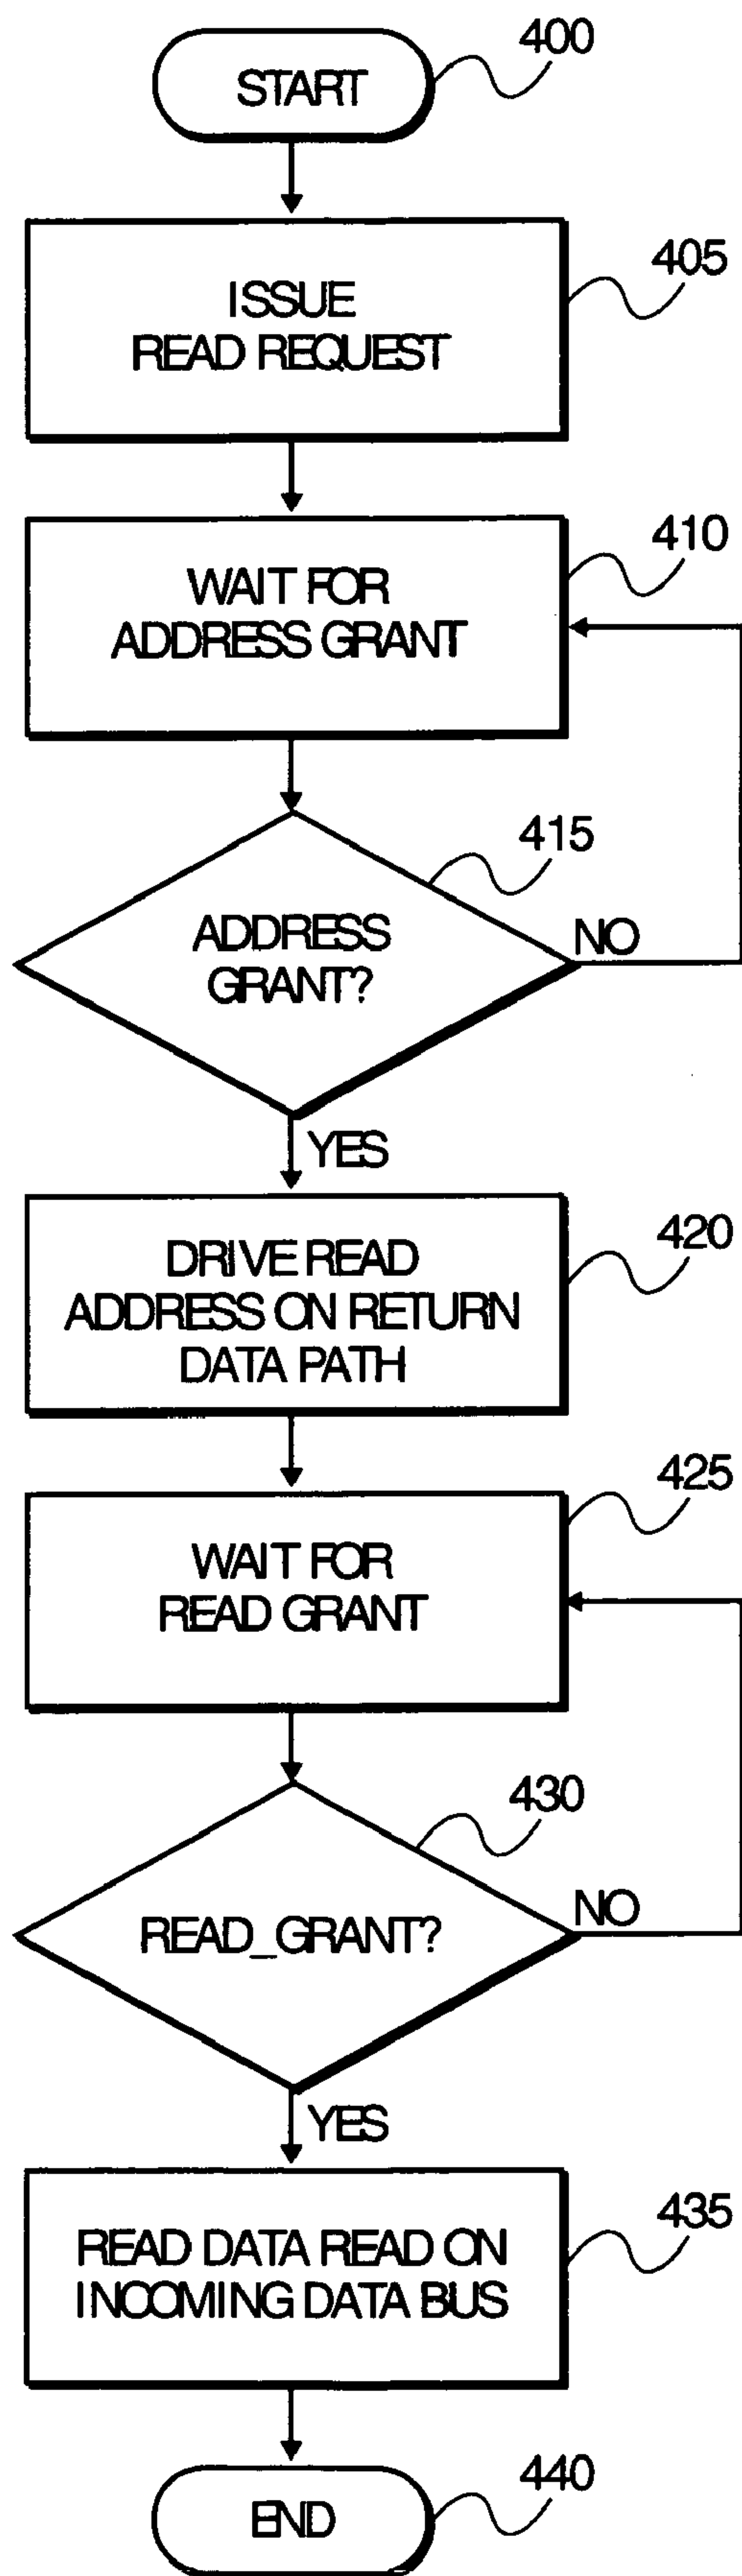 START
400
ISSUE
READ REQUEST
405
WAIT FOR
ADDRESS GRANT
410
ADDRESS
GRANT?
415
NO
YES
DRIVE READ
ADDRESS ON RETURN
DATA PATH
420
WAIT FOR
READ GRANT
425
READ_GRANT?
430
NO
YES
READ DATA READ ON
INCOMING DATA BUS
435
END
440